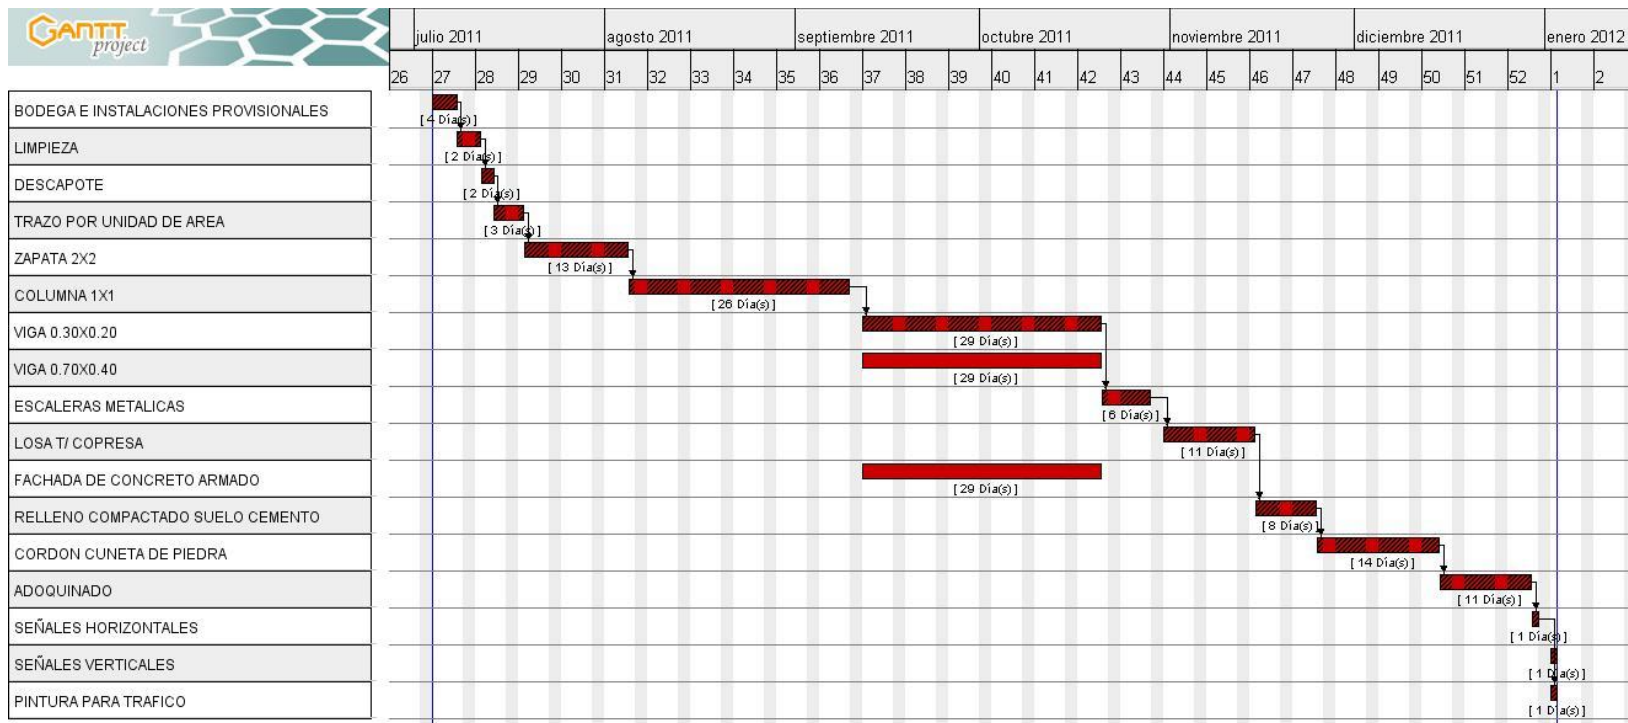 GANTT
project
julio 2011 agosto 2011 septiembre 2011 octubre 2011 noviembre 2011 diciembre 2011 enero 2012
26 27 28 29 30 31 32 33 34 35 36 37 38 39 40 41 42 43 44 45 46 47 48 49 50 51 52 1 2
BODEGA E INSTALACIONES PROVISIONALES
[ 4 Día(s) ]
LIMPIEZA
[ 2 Día(s) ]
DESCAPOTE
[ 2 Día(s) ]
TRAZO POR UNIDAD DE AREA
[ 3 Día(s) ]
ZAPATA 2X2
[ 13 Día(s) ]
COLUMNA 1X1
[ 26 Día(s) ]
VIGA 0.30X0.20
[ 29 Día(s) ]
VIGA 0.70X0.40
[ 29 Día(s) ]
ESCALERAS METALICAS
[ 6 Día(s) ]
LOSA T/ COPRESA
[ 11 Día(s) ]
FACHADA DE CONCRETO ARMADO
[ 29 Día(s) ]
RELLENO COMPACTADO SUELO CEMENTO
[ 8 Día(s) ]
CORDON CUNETA DE PIEDRA
[ 14 Día(s) ]
ADOQUINADO
[ 11 Día(s) ]
SEÑALES HORIZONTALES
[ 1 Día(s) ]
SEÑALES VERTICALES
[ 1 Día(s) ]
PINTURA PARA TRAFICO
[ 1 Día(s) ]